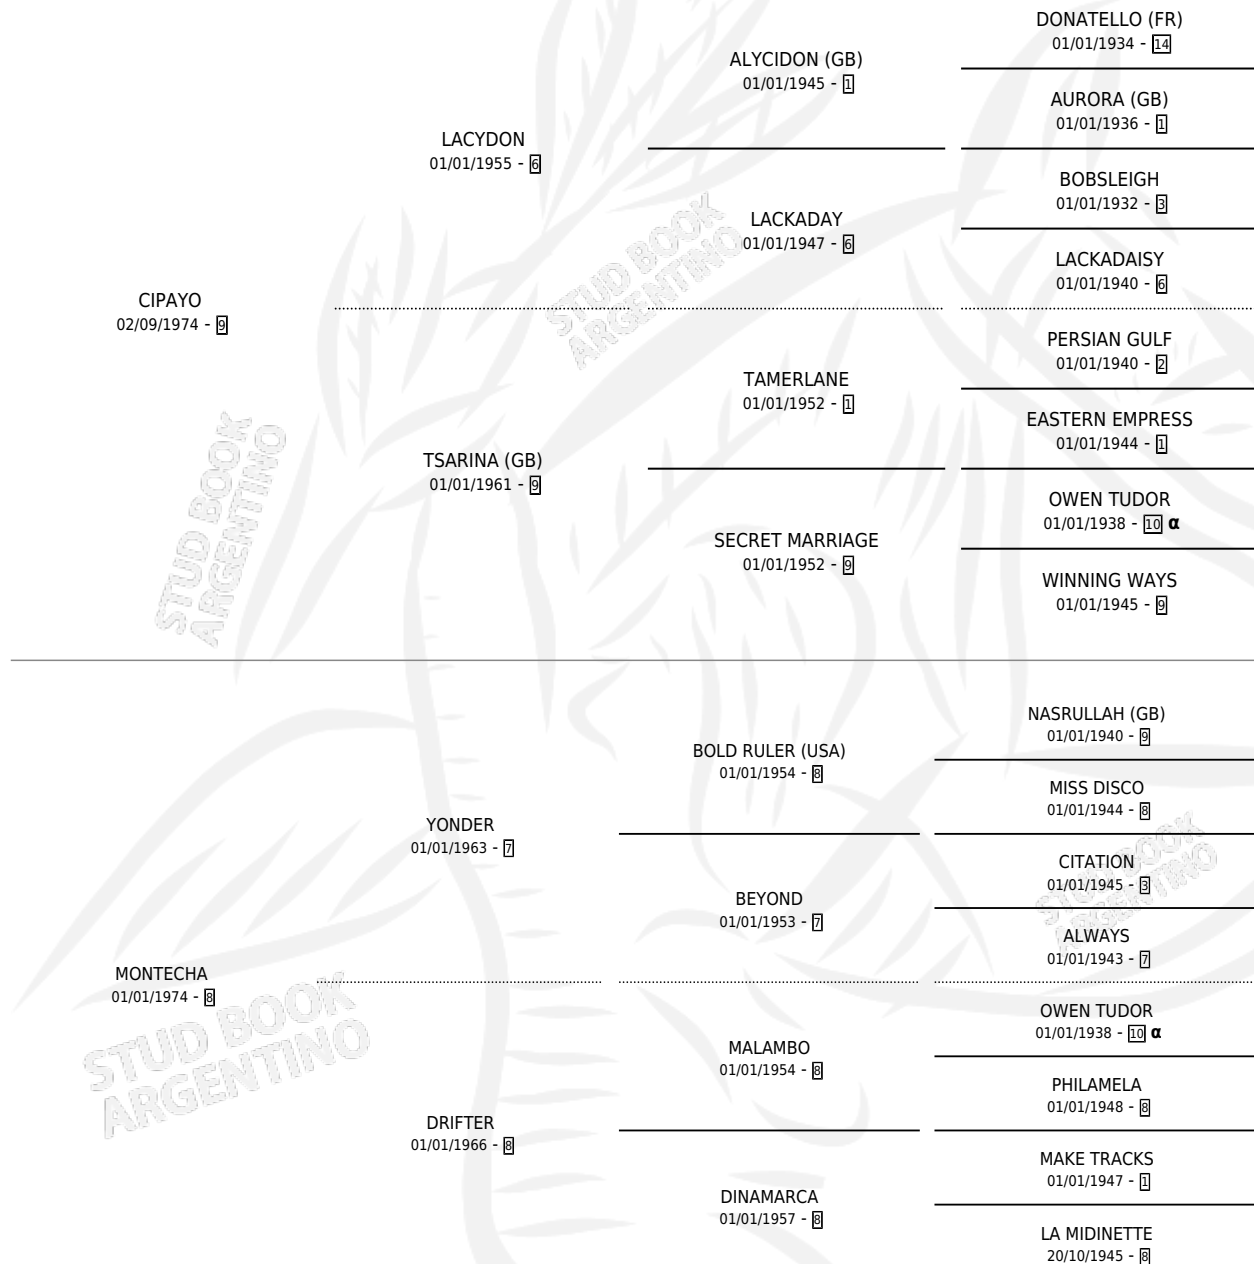 DONATELLO (FR)
01/01/1934 - 14
ALYCIDON (GB)
01/01/1945 - 1
AURORA (GB)
01/01/1936 - 1
LACYDON
01/01/1955 - 6
BOBSLEIGH
01/01/1932 - 3
LACKADAY
01/01/1947 - 6
LACKADAISY
01/01/1940 - 6
CIPAYO
02/09/1974 - 9
PERSIAN GULF
01/01/1940 - 2
TAMERLANE
01/01/1952 - 1
EASTERN EMPRESS
01/01/1944 - 1
TSARINA (GB)
01/01/1961 - 9
OWEN TUDOR
01/01/1938 - 10 α
SECRET MARRIAGE
01/01/1952 - 9
WINNING WAYS
01/01/1945 - 9
NASRULLAH (GB)
01/01/1940 - 9
BOLD RULER (USA)
01/01/1954 - 8
MISS DISCO
01/01/1944 - 8
YONDER
01/01/1963 - 7
CITATION
01/01/1945 - 3
BEYOND
01/01/1953 - 7
ALWAYS
01/01/1943 - 7
MONTECHA
01/01/1974 - 8
OWEN TUDOR
01/01/1938 - 10 α
MALAMBO
01/01/1954 - 8
PHILAMELA
01/01/1948 - 8
DRIFTER
01/01/1966 - 8
MAKE TRACKS
01/01/1947 - 1
DINAMARCA
01/01/1957 - 8
LA MIDINETTE
20/10/1945 - 8
STUD BOOK
ARGENTINO
STUD BOOK
ARGENTINO
STUD BOOK
ARGENTINO
STUD BOOK
ARGENTINO